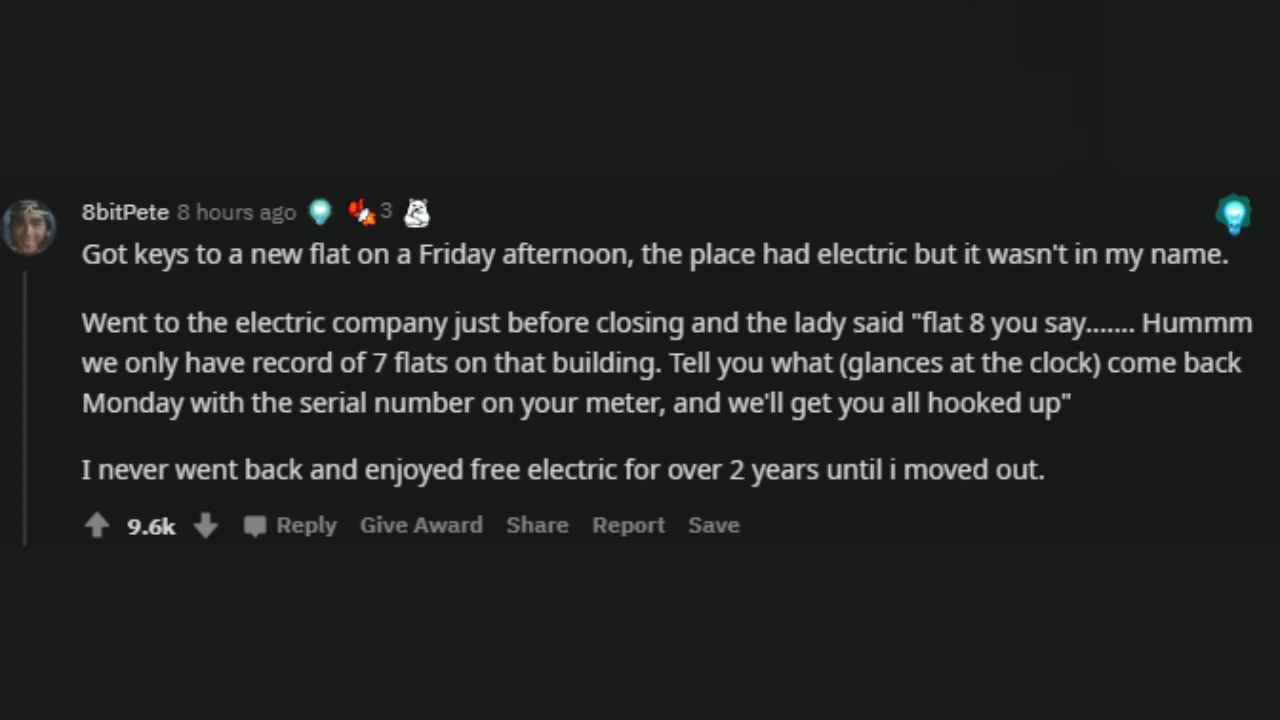 8bitPete 8 hours ago 3
Got keys to a new flat on a Friday afternoon, the place had electric but it wasn't in my name.
Went to the electric company just before closing and the lady said "flat 8 you say....... Hummm
we only have record of 7 flats on that building. Tell you what (glances at the clock) come back
Monday with the serial number on your meter, and we'll get you all hooked up"
I never went back and enjoyed free electric for over 2 years until i moved out.
9.6k Reply Give Award Share Report Save